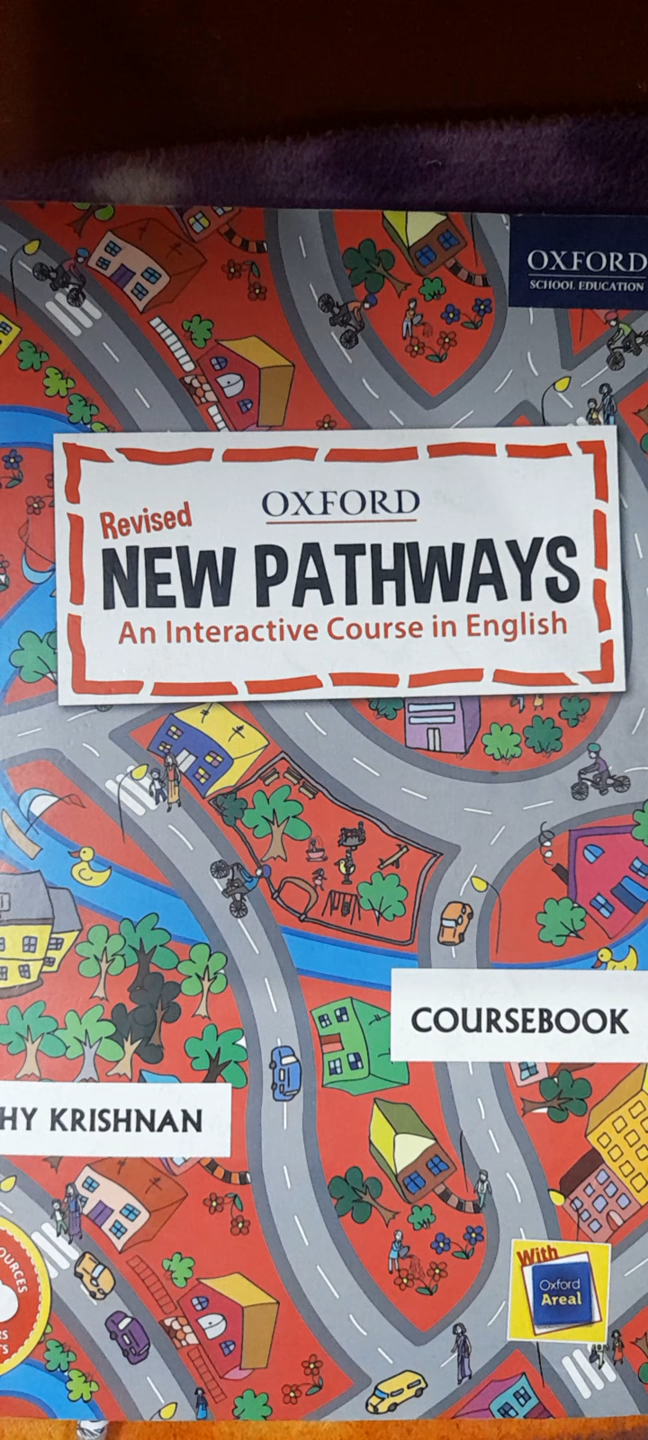 OXFORD
SCHOOL EDUCATION
Revised
OXFORD
NEW PATHWAYS
An Interactive Course in English
COURSEBOOK
HY KRISHNAN
With
Oxford
Areal